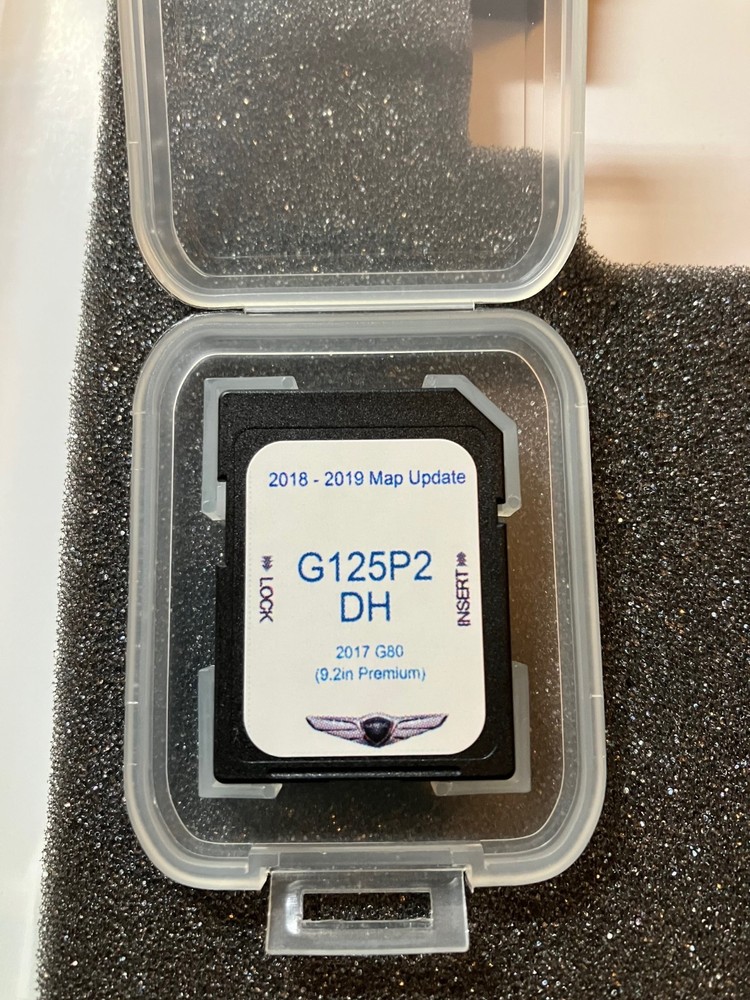 2018 - 2019 Map Update
G125P2
DH
LOCK
INSERT
2017 G80
(9.2in Premium)